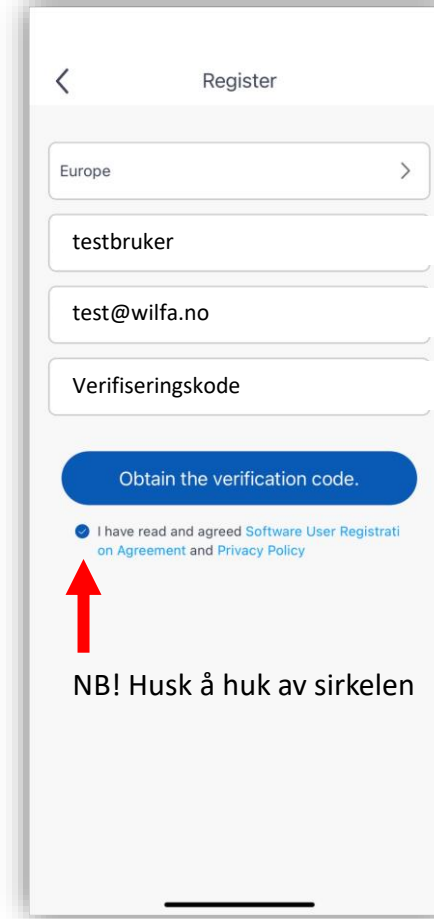 Register
Europe
testbruker
test@wilfa.no
Verifiseringskode
Obtain the verification code.
I have read and agreed Software User Registrati
on Agreement and Privacy Policy
NB! Husk å huk av sirkelen